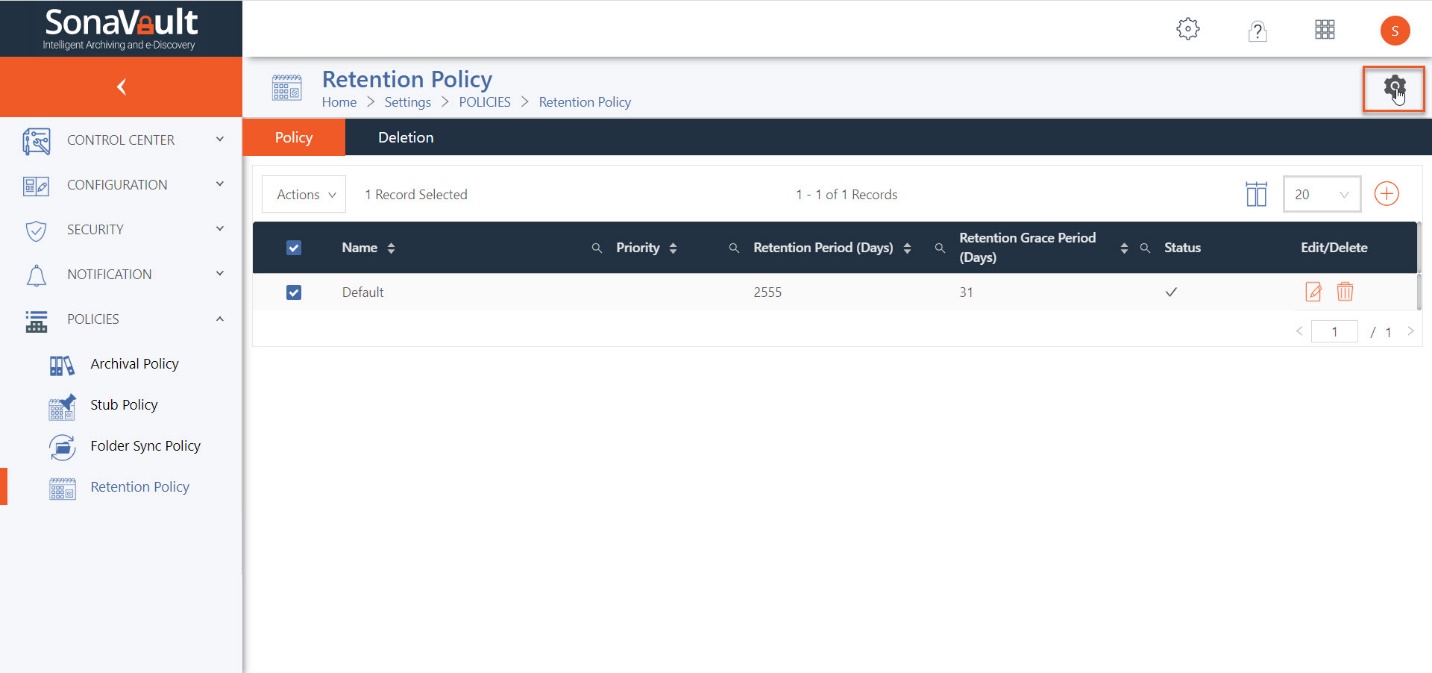 SonaVault
Intelligent Archiving and e-Discovery
?
S
Retention Policy
Home > Settings > POLICIES > Retention Policy
CONTROL CENTER
CONFIGURATION
SECURITY
NOTIFICATION
POLICIES
Archival Policy
Stub Policy
Folder Sync Policy
Retention Policy
Policy Deletion
Actions 1 Record Selected 1 - 1 of 1 Records 20
Name Priority Retention Period (Days) Retention Grace Period (Days) Status Edit/Delete
Default 2555 31
< 1 / 1 >